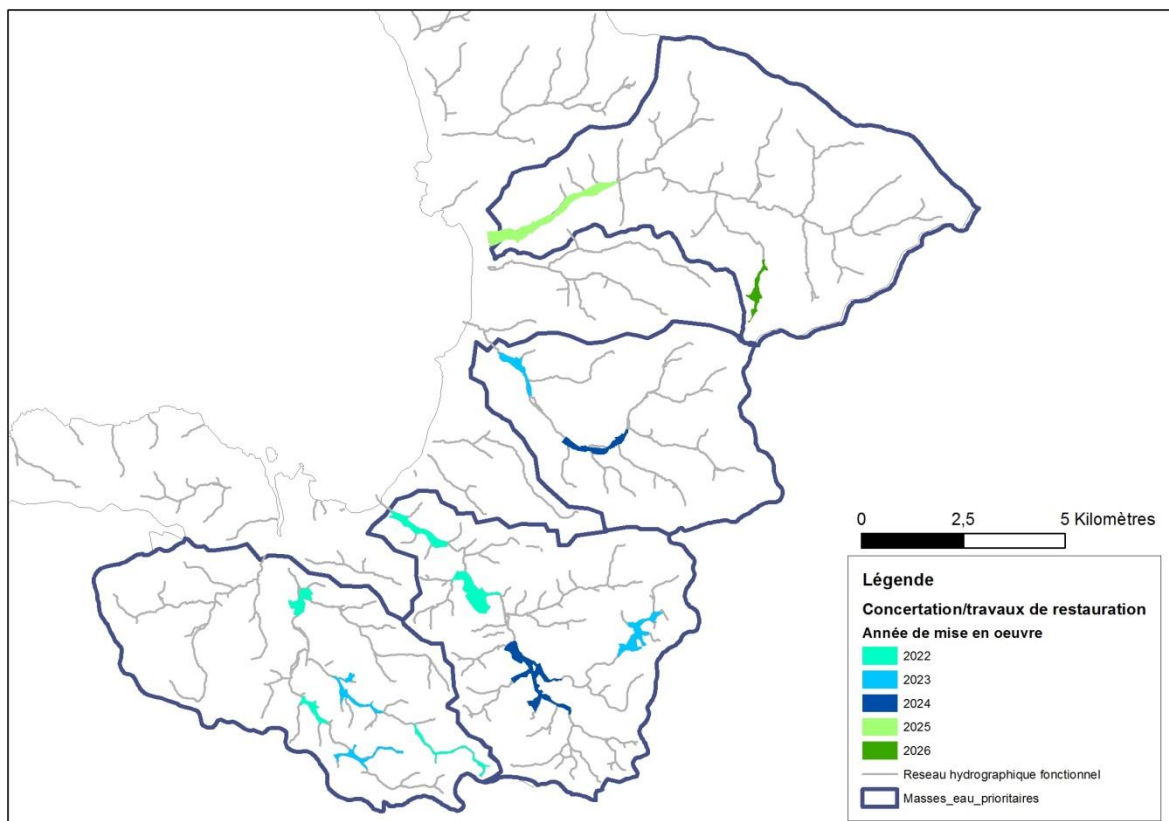 0 2,5 5 Kilomètres
Légende
Concertation/travaux de restauration
Année de mise en oeuvre
2022
2023
2024
2025
2026
Reseau hydrographique fonctionnel
Masses_eau_prioritaires